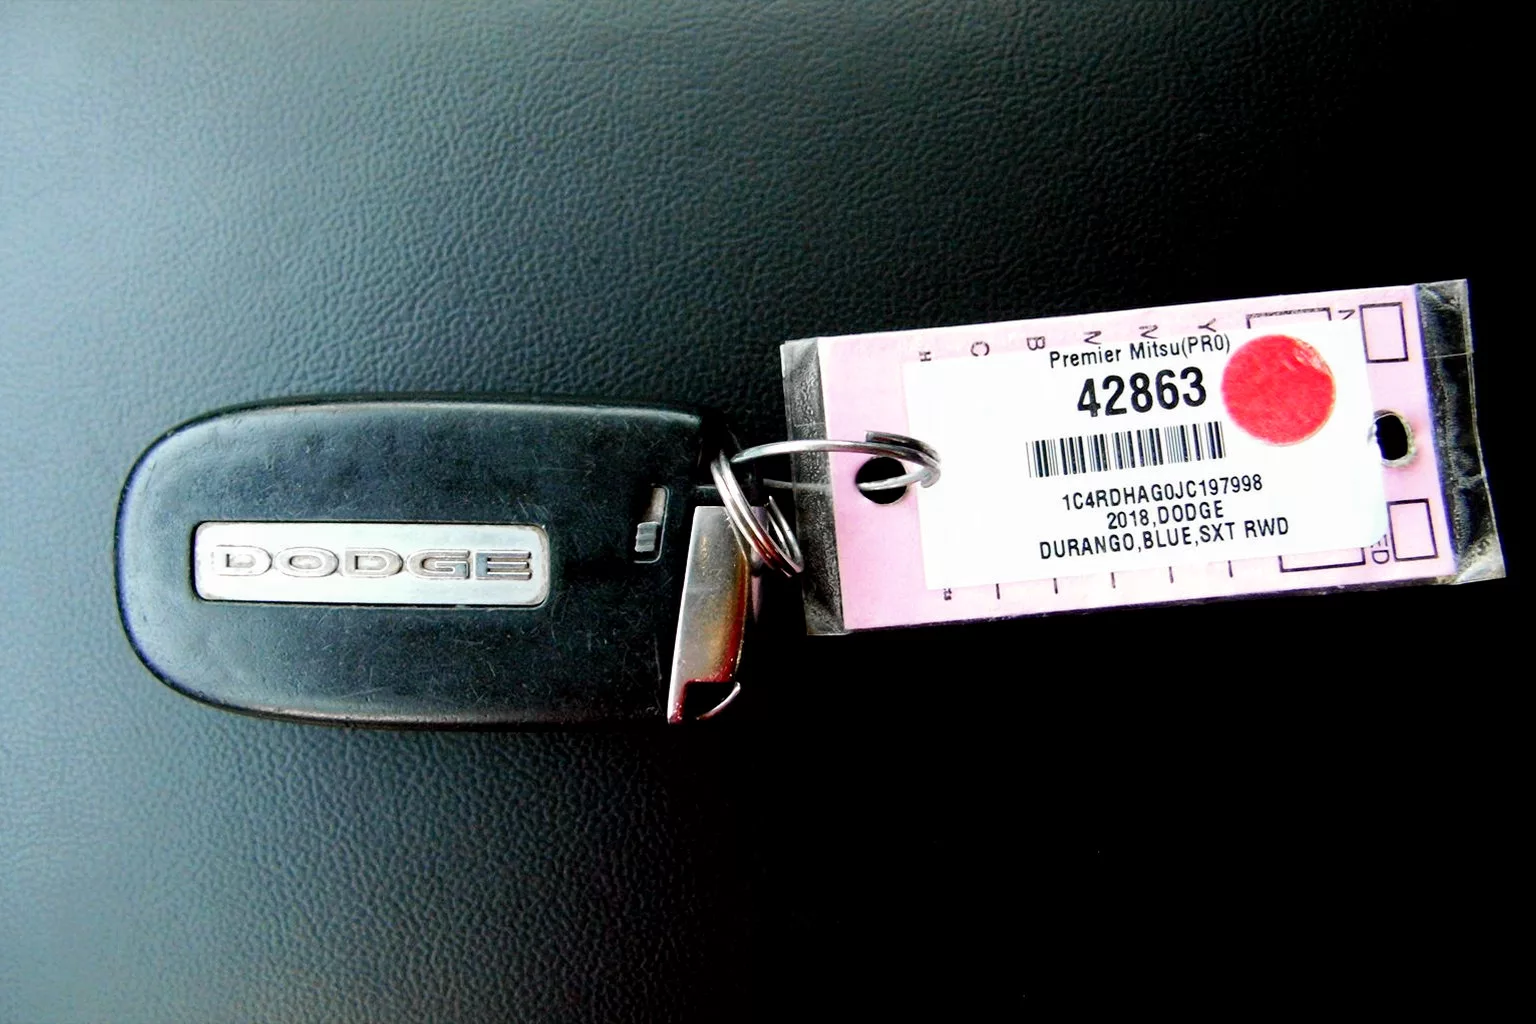 DODGE
H C B N N Y
Premier Mitsu(PR0)
42863
1C4RDHAG0JC197998
2018,DODGE
DURANGO,BLUE,SXT RWD